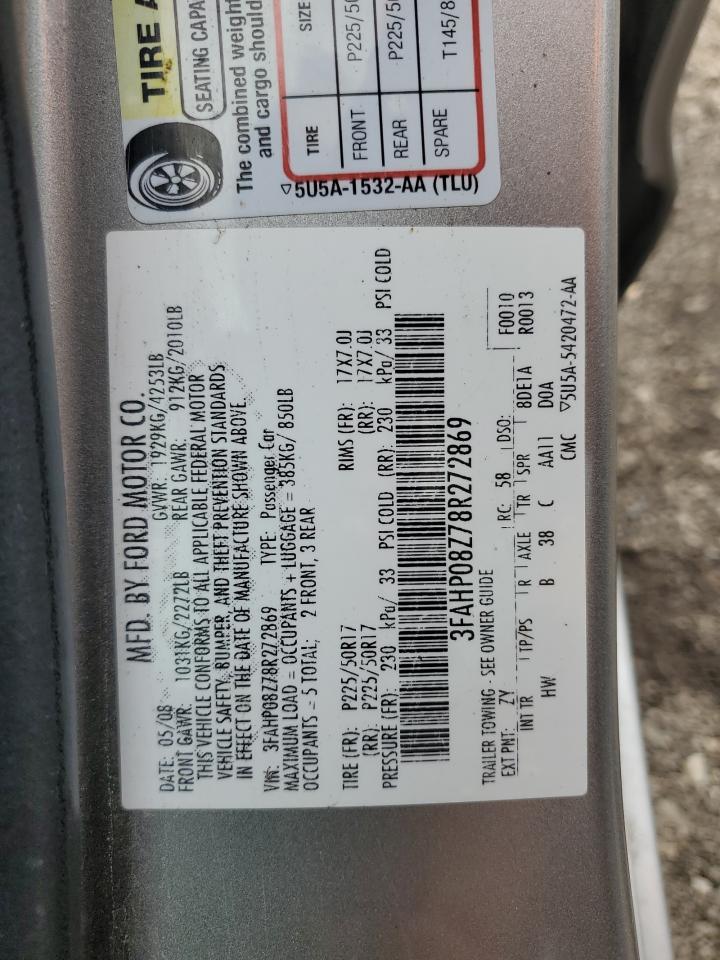 TIRE A
SEATING CAPA
The combined weight
and cargo should
TIRE SIZE
FRONT P225/50
REAR P225/50
SPARE T145/8
5U5A-1532-AA (TLU)
MFD. BY FORD MOTOR CO.
DATE: 05/08 GVWR: 1929KG/4253LB
FRONT GAWR: 1031KG/2272LB REAR GAWR: 912KG/2010LB
THIS VEHICLE CONFORMS TO ALL APPLICABLE FEDERAL MOTOR
VEHICLE SAFETY, BUMPER, AND THEFT PREVENTION STANDARDS
IN EFFECT ON THE DATE OF MANUFACTURE SHOWN ABOVE.
VIN: 3FAHP08Z78R272869 TYPE: Passenger Car
MAXIMUM LOAD = OCCUPANTS + LUGGAGE = 385KG/ 850LB
OCCUPANTS = 5 TOTAL; 2 FRONT, 3 REAR
TIRE (FR): P225/50R17 RIMS (FR): 17X7.0J
(RR): P225/50R17 (RR): 17X7.0J
PRESSURE (FR): 230 kPa/ 33 PSI COLD (RR): 230 kPa/ 33 PSI COLD
3FAHP08Z78R272869
TRAILER TOWING - SEE OWNER GUIDE
EXT PNT: ZY RC: 58 DSO: F0010
INT TR TP/PS R AXLE TR SPR 8DE1A R0013
HW B 38 C AA11 D0A
CMC 5U5A-5420472-AA